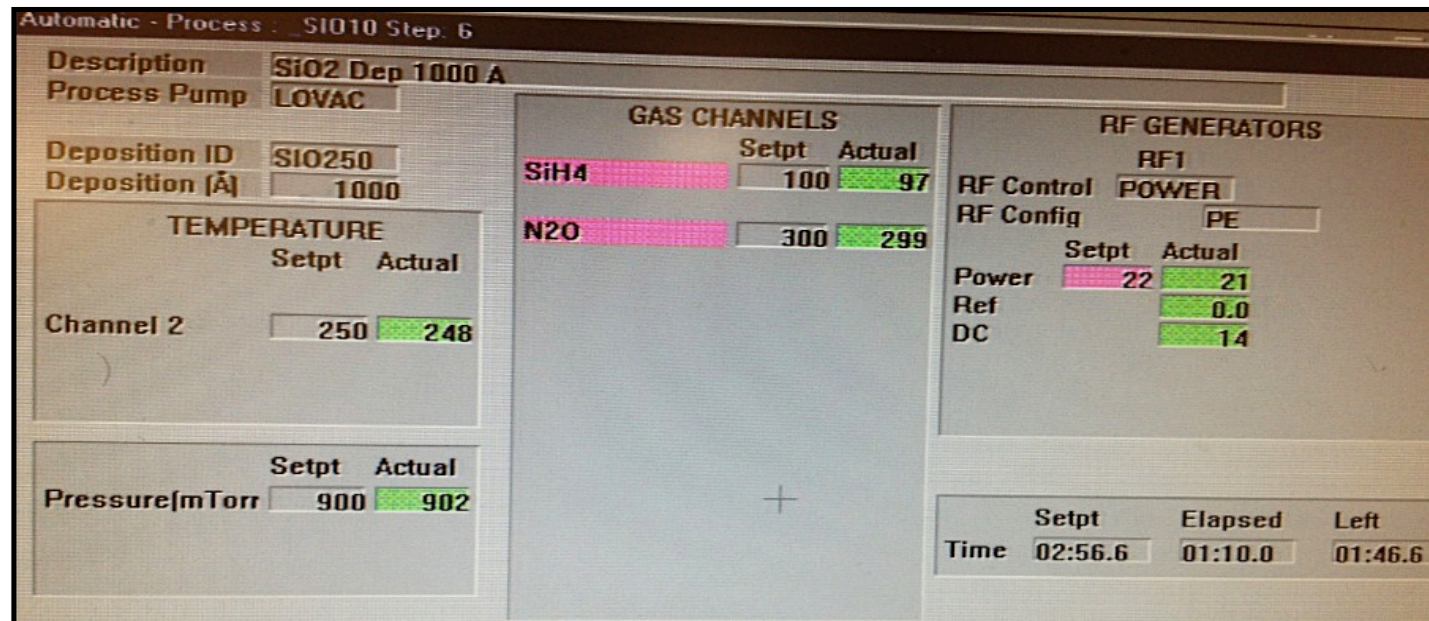 Automatic - Process : _SIO10 Step: 6
Description SiO2 Dep 1000 A
Process Pump LOVAC
Deposition ID SIO250
Deposition [Å] 1000
TEMPERATURE
Setpt Actual
Channel 2 250 248
Setpt Actual
Pressure[mTorr 900 902
GAS CHANNELS
Setpt Actual
SiH4 100 97
N2O 300 299
RF GENERATORS
RF1
RF Control POWER
RF Config PE
Setpt Actual
Power 22 21
Ref 0.0
DC 14
Setpt Elapsed Left
Time 02:56.6 01:10.0 01:46.6